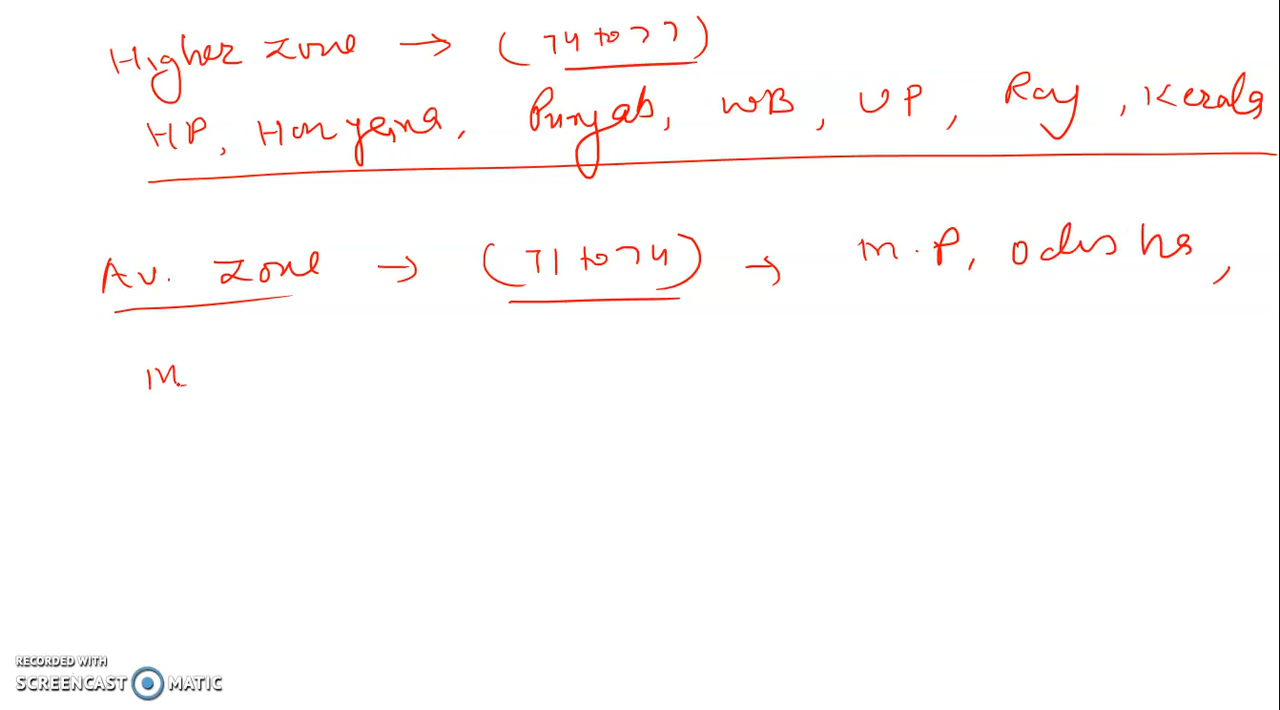 Higher zone → (74 to 77)
HP, Haryana, Punjab, WB, UP, Raj, Kerala
Av. zone → (71 to 74) → M.P, Odisha,
M
RECORDED WITH
SCREENCAST MATIC